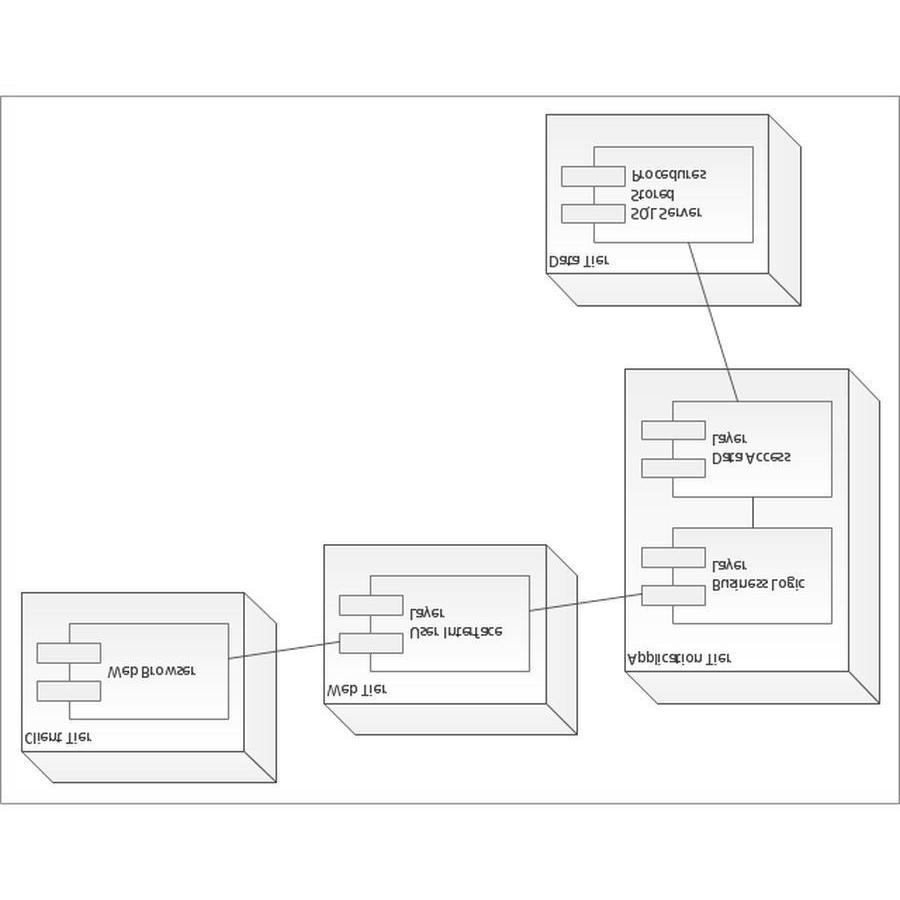 Client Tier
Web Browser
Web Tier
User Interface
Layer
Application Tier
Business Logic
Layer
Data Access
Layer
Data Tier
SQL Server
Stored
Procedures